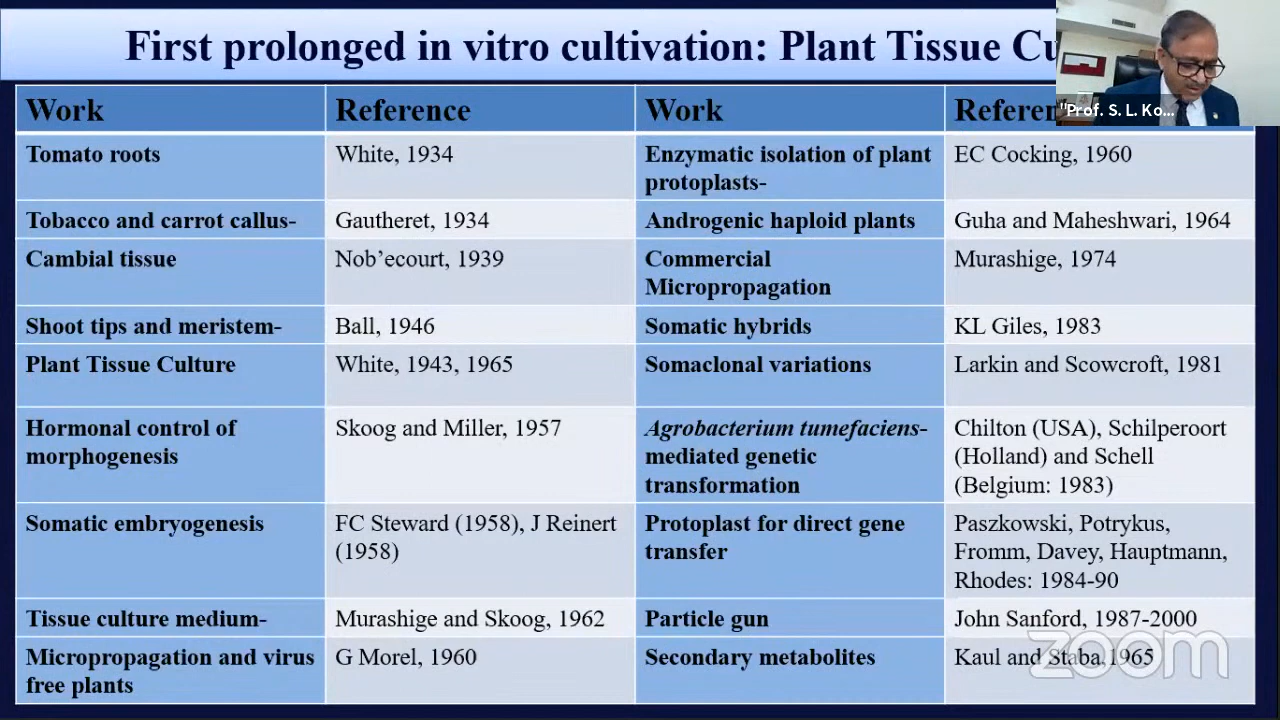 First prolonged in vitro cultivation: Plant Tissue Cu
"Prof. S. L. Ko...
Work Reference Work Referen
Tomato roots White, 1934 Enzymatic isolation of plant EC Cocking, 1960
protoplasts-
Tobacco and carrot callus- Gautheret, 1934 Androgenic haploid plants Guha and Maheshwari, 1964
Cambial tissue Nob’ecourt, 1939 Commercial Murashige, 1974
Micropropagation
Shoot tips and meristem- Ball, 1946 Somatic hybrids KL Giles, 1983
Plant Tissue Culture White, 1943, 1965 Somaclonal variations Larkin and Scowcroft, 1981
Hormonal control of Skoog and Miller, 1957 Agrobacterium tumefaciens- Chilton (USA), Schilperoort
morphogenesis mediated genetic (Holland) and Schell
transformation (Belgium: 1983)
Somatic embryogenesis FC Steward (1958), J Reinert Protoplast for direct gene Paszkowski, Potrykus,
(1958) transfer Fromm, Davey, Hauptmann,
Rhodes: 1984-90
Tissue culture medium- Murashige and Skoog, 1962 Particle gun John Sanford, 1987-2000
Micropropagation and virus G Morel, 1960 Secondary metabolites Kaul and Staba,1965
free plants
zoom